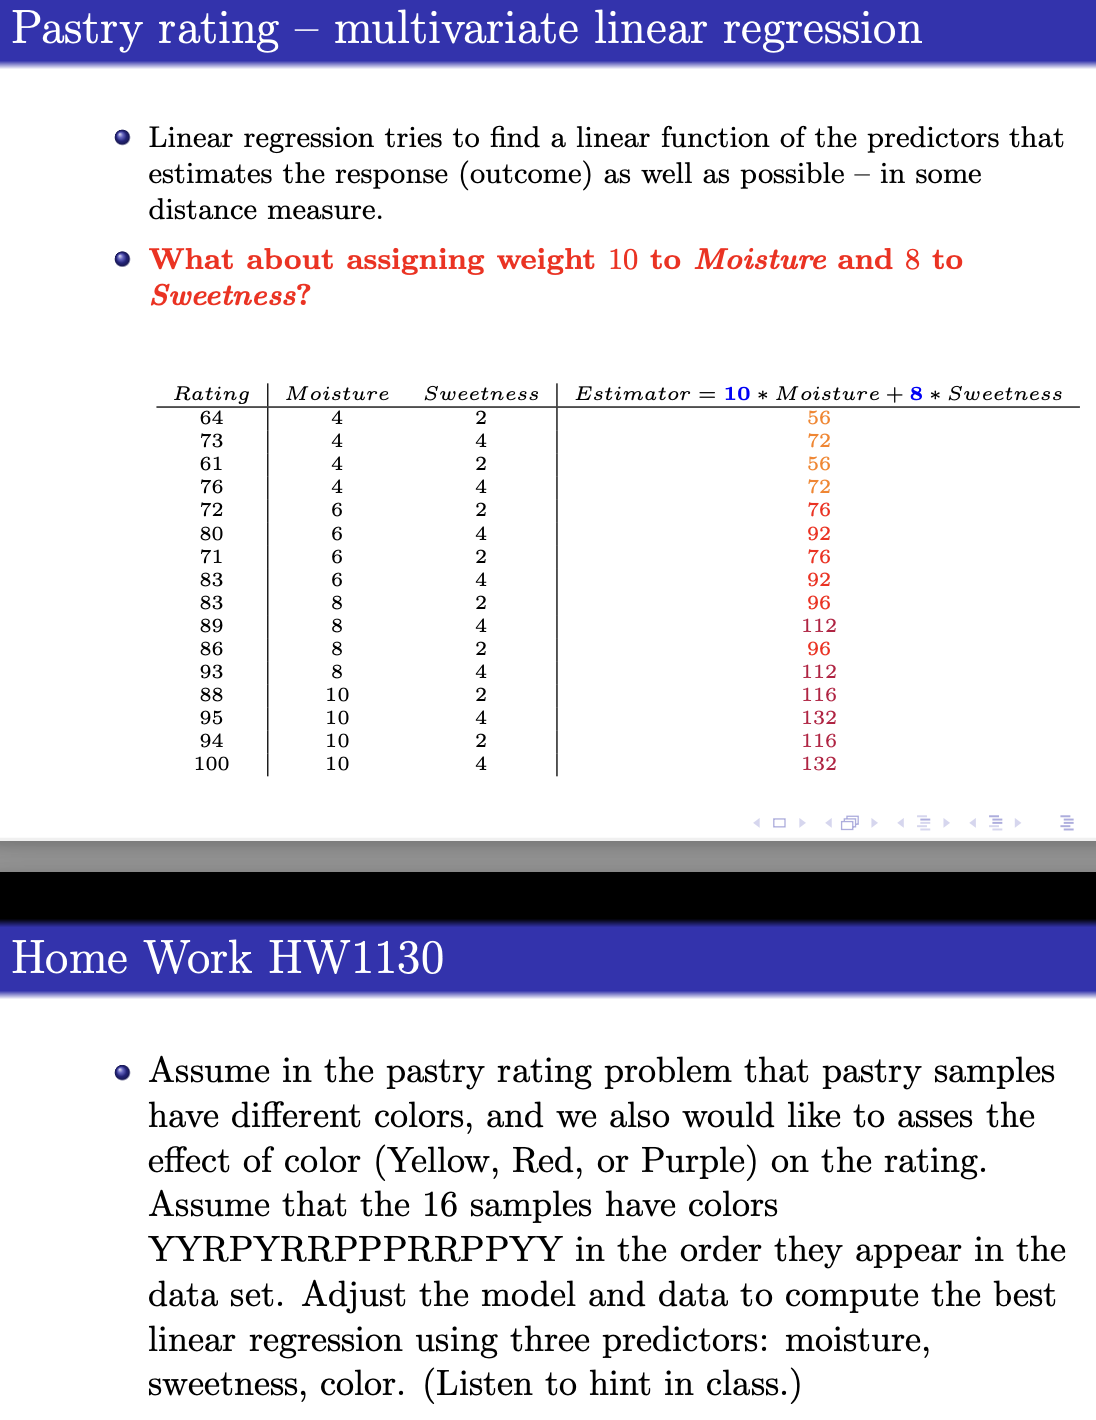 Pastry rating – multivariate linear regression
Linear regression tries to find a linear function of the predictors that
estimates the response (outcome) as well as possible – in some
distance measure.
What about assigning weight 10 to Moisture and 8 to
Sweetness?
Rating Moisture Sweetness Estimator = 10 * Moisture + 8 * Sweetness
64 4 2 56
73 4 4 72
61 4 2 56
76 4 4 72
72 6 2 76
80 6 4 92
71 6 2 76
83 6 4 92
83 8 2 96
89 8 4 112
86 8 2 96
93 8 4 112
88 10 2 116
95 10 4 132
94 10 2 116
100 10 4 132
Home Work HW1130
Assume in the pastry rating problem that pastry samples
have different colors, and we also would like to asses the
effect of color (Yellow, Red, or Purple) on the rating.
Assume that the 16 samples have colors
YYRPYRRPPPRRPPYY in the order they appear in the
data set. Adjust the model and data to compute the best
linear regression using three predictors: moisture,
sweetness, color. (Listen to hint in class.)